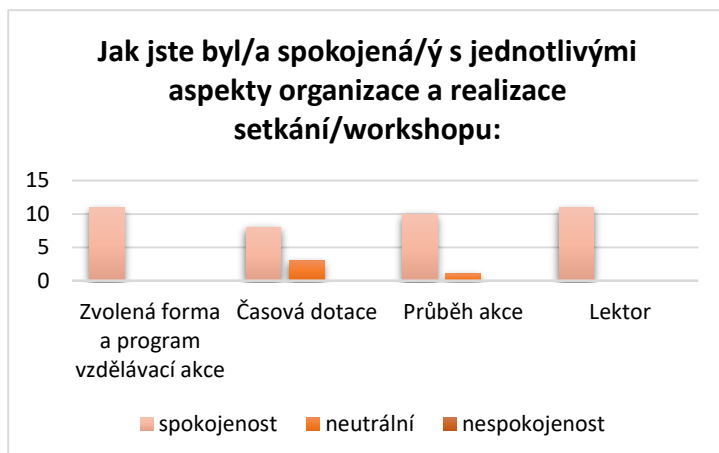 Jak jste byl/a spokojená/ý s jednotlivými
aspekty organizace a realizace
setkání/workshopu:
15
10
5
0
Zvolená forma
a program
vzdělávací akce
Časová dotace
Průběh akce
Lektor
spokojenost
neutrální
nespokojenost